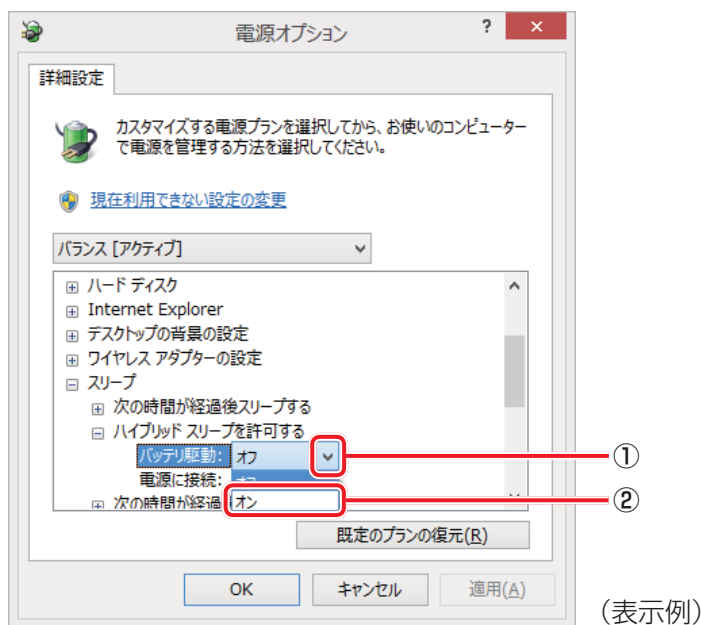 電源オプション
? ×
詳細設定
カスタマイズする電源プランを選択してから、お使いのコンピューター
で電源を管理する方法を選択してください。
現在利用できない設定の変更
バランス [アクティブ]
ハード ディスク
Internet Explorer
デスクトップの背景の設定
ワイヤレス アダプターの設定
スリープ
次の時間が経過後スリープする
ハイブリッド スリープを許可する
バッテリ駆動: オフ
①
電源に接続:
オン
②
次の時間が経過
既定のプランの復元(R)
OK キャンセル 適用(A)
(表示例)